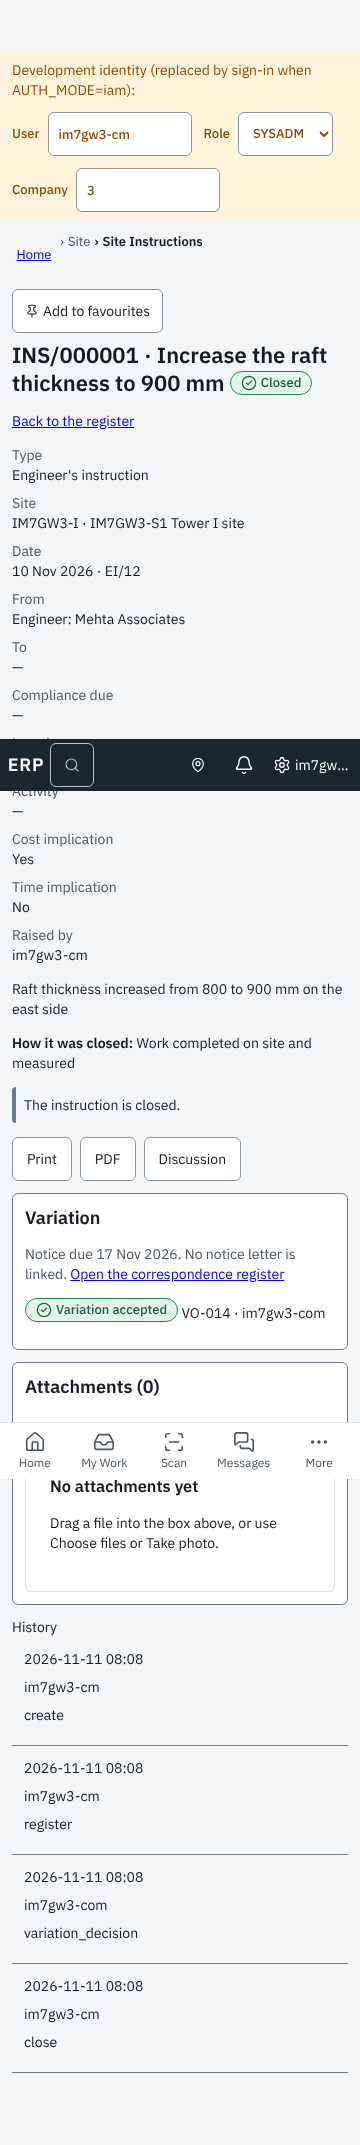 Development identity (replaced by sign-in when
AUTH_MODE=iam):
User im7gw3-cm Role SYSADM
Company 3
Home › Site › Site Instructions
Add to favourites
INS/000001 · Increase the raft
thickness to 900 mm Closed
Back to the register
Type
Engineer's instruction
Site
IM7GW3-I · IM7GW3-S1 Tower I site
Date
10 Nov 2026 · EI/12
From
Engineer: Mehta Associates
To
—
Compliance due
—
ERP im7gw...
Activity
—
Cost implication
Yes
Time implication
No
Raised by
im7gw3-cm
Raft thickness increased from 800 to 900 mm on the
east side
How it was closed: Work completed on site and
measured
The instruction is closed.
Print PDF Discussion
Variation
Notice due 17 Nov 2026. No notice letter is
linked. Open the correspondence register
Variation accepted VO-014 · im7gw3-com
Attachments (0)
Home My Work Scan Messages More
No attachments yet
Drag a file into the box above, or use
Choose files or Take photo.
History
2026-11-11 08:08
im7gw3-cm
create
2026-11-11 08:08
im7gw3-cm
register
2026-11-11 08:08
im7gw3-com
variation_decision
2026-11-11 08:08
im7gw3-cm
close